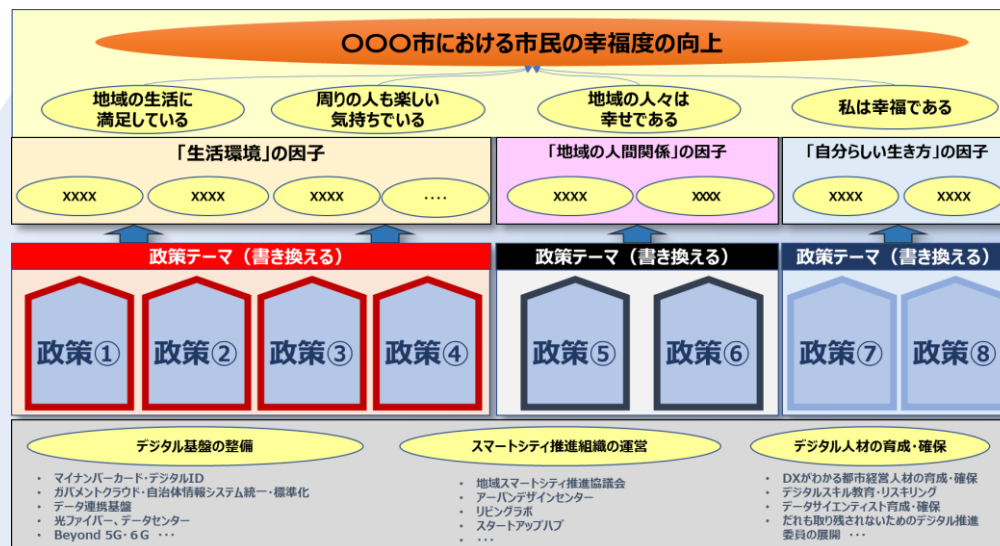 〇〇〇市における市民の幸福度の向上
地域の生活に
満足している
周りの人も楽しい
気持ちでいる
地域の人々は
幸せである
私は幸福である
「生活環境」の因子
「地域の人間関係」の因子
「自分らしい生き方」の因子
xxxx
xxxx
xxxx
‥‥
xxxx
xxxx
xxxx
xxxx
政策テーマ（書き換える）
政策テーマ（書き換える）
政策テーマ（書き換える）
政策①
政策②
政策③
政策④
政策⑤
政策⑥
政策⑦
政策⑧
デジタル基盤の整備
・ マイナンバーカード・デジタルID
・ ガバメントクラウド・自治体情報システム統一・標準化
・ データ連携基盤
・ 光ファイバー、データセンター
・ Beyond 5G・６G ・・・
スマートシティ推進組織の運営
・ 地域スマートシティ推進協議会
・ アーバンデザインセンター
・ リビングラボ
・ スタートアップハブ
・ ・・・
デジタル人材の育成・確保
・ DXがわかる都市経営人材の育成・確保
・ デジタルスキル教育・リスキリング
・ データサイエンティスト育成・確保
・ だれも取り残されないためのデジタル推進
委員の展開 ・・・